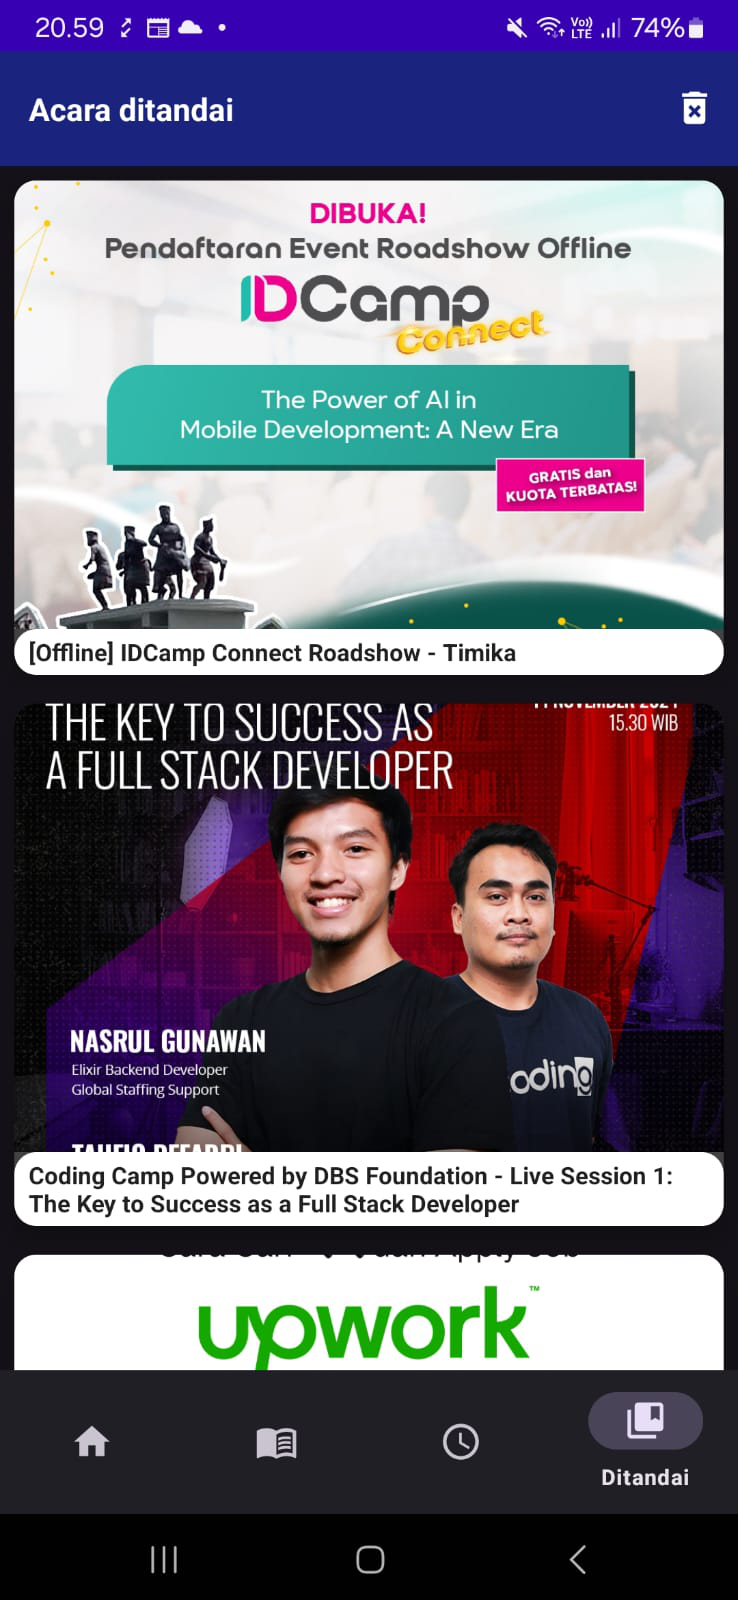 20.59
Vo))
LTE
74%
Acara ditandai
DIBUKA!
Pendaftaran Event Roadshow Offline
IDCamp
Connect
The Power of AI in
Mobile Development: A New Era
GRATIS dan
KUOTA TERBATAS!
[Offline] IDCamp Connect Roadshow - Timika
THE KEY TO SUCCESS AS
A FULL STACK DEVELOPER
15.30 WIB
NASRUL GUNAWAN
Elixir Backend Developer
Global Staffing Support
oding
Coding Camp Powered by DBS Foundation - Live Session 1:
The Key to Success as a Full Stack Developer
upwork™
Ditandai